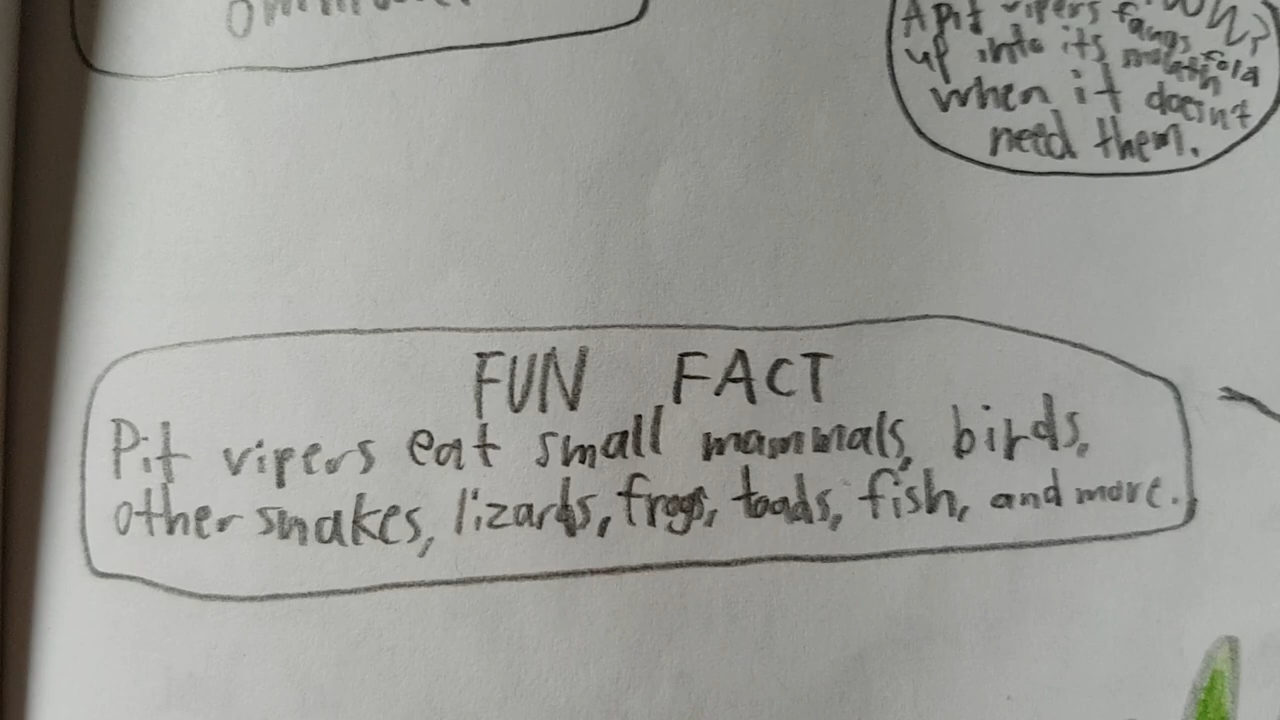 A pit vipers fangs fold
up into its mouth
when it doesnt
need them.
FUN FACT
Pit vipers eat small mammals, birds,
other snakes, lizards, frogs, toads, fish, and more.